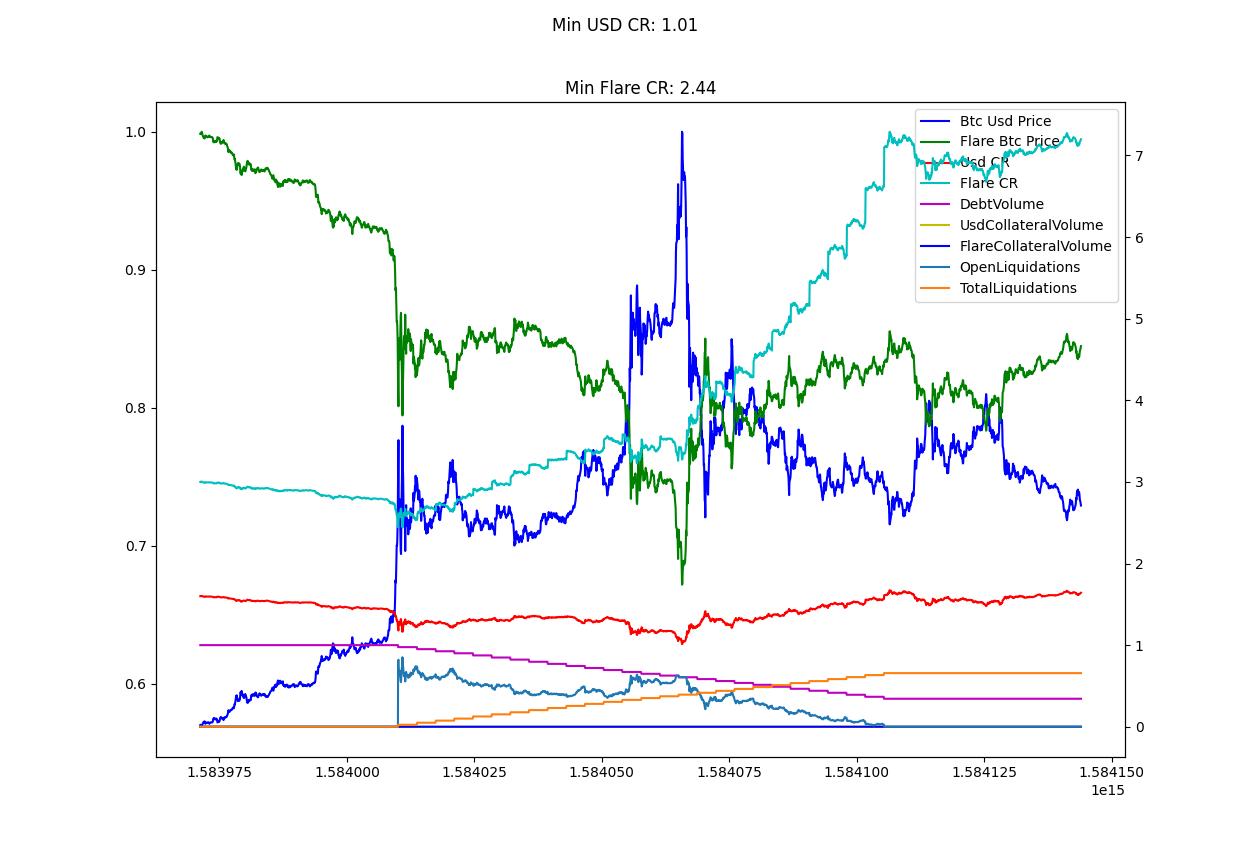 Min USD CR: 1.01
Min Flare CR: 2.44
Btc Usd Price
Flare Btc Price
Usd CR
Flare CR
DebtVolume
UsdCollateralVolume
FlareCollateralVolume
OpenLiquidations
TotalLiquidations
1.0
0.9
0.8
0.7
0.6
7
6
5
4
3
2
1
0
1.583975 1.584000 1.584025 1.584050 1.584075 1.584100 1.584125 1.584150
1e15